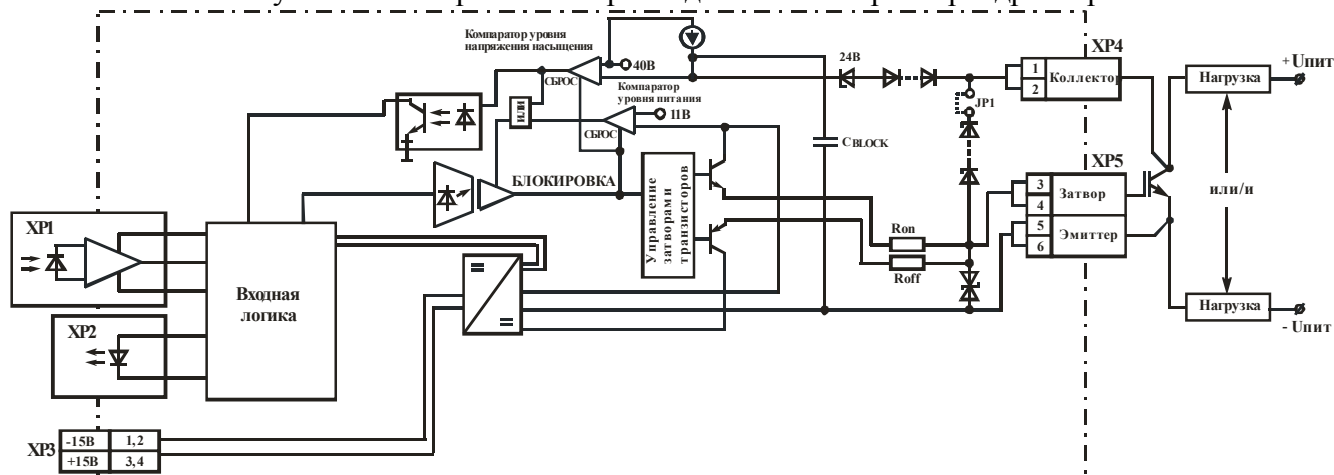 Компаратор уровня
напряжения насыщения
СБРОС
40В
Компаратор
уровня питания
11В
СБРОС
или
БЛОКИРОВКА
Управление
затворами
транзисторов
24В
JP1
CBLOCK
Ron
Roff
XP4
1
2
Коллектор
XP5
3
4
Затвор
5
6
Эмиттер
Нагрузка
+Uпит
или/и
Нагрузка
- Uпит
XP1
XP2
Входная
логика
XP3
-15В 1,2
+15В 3,4